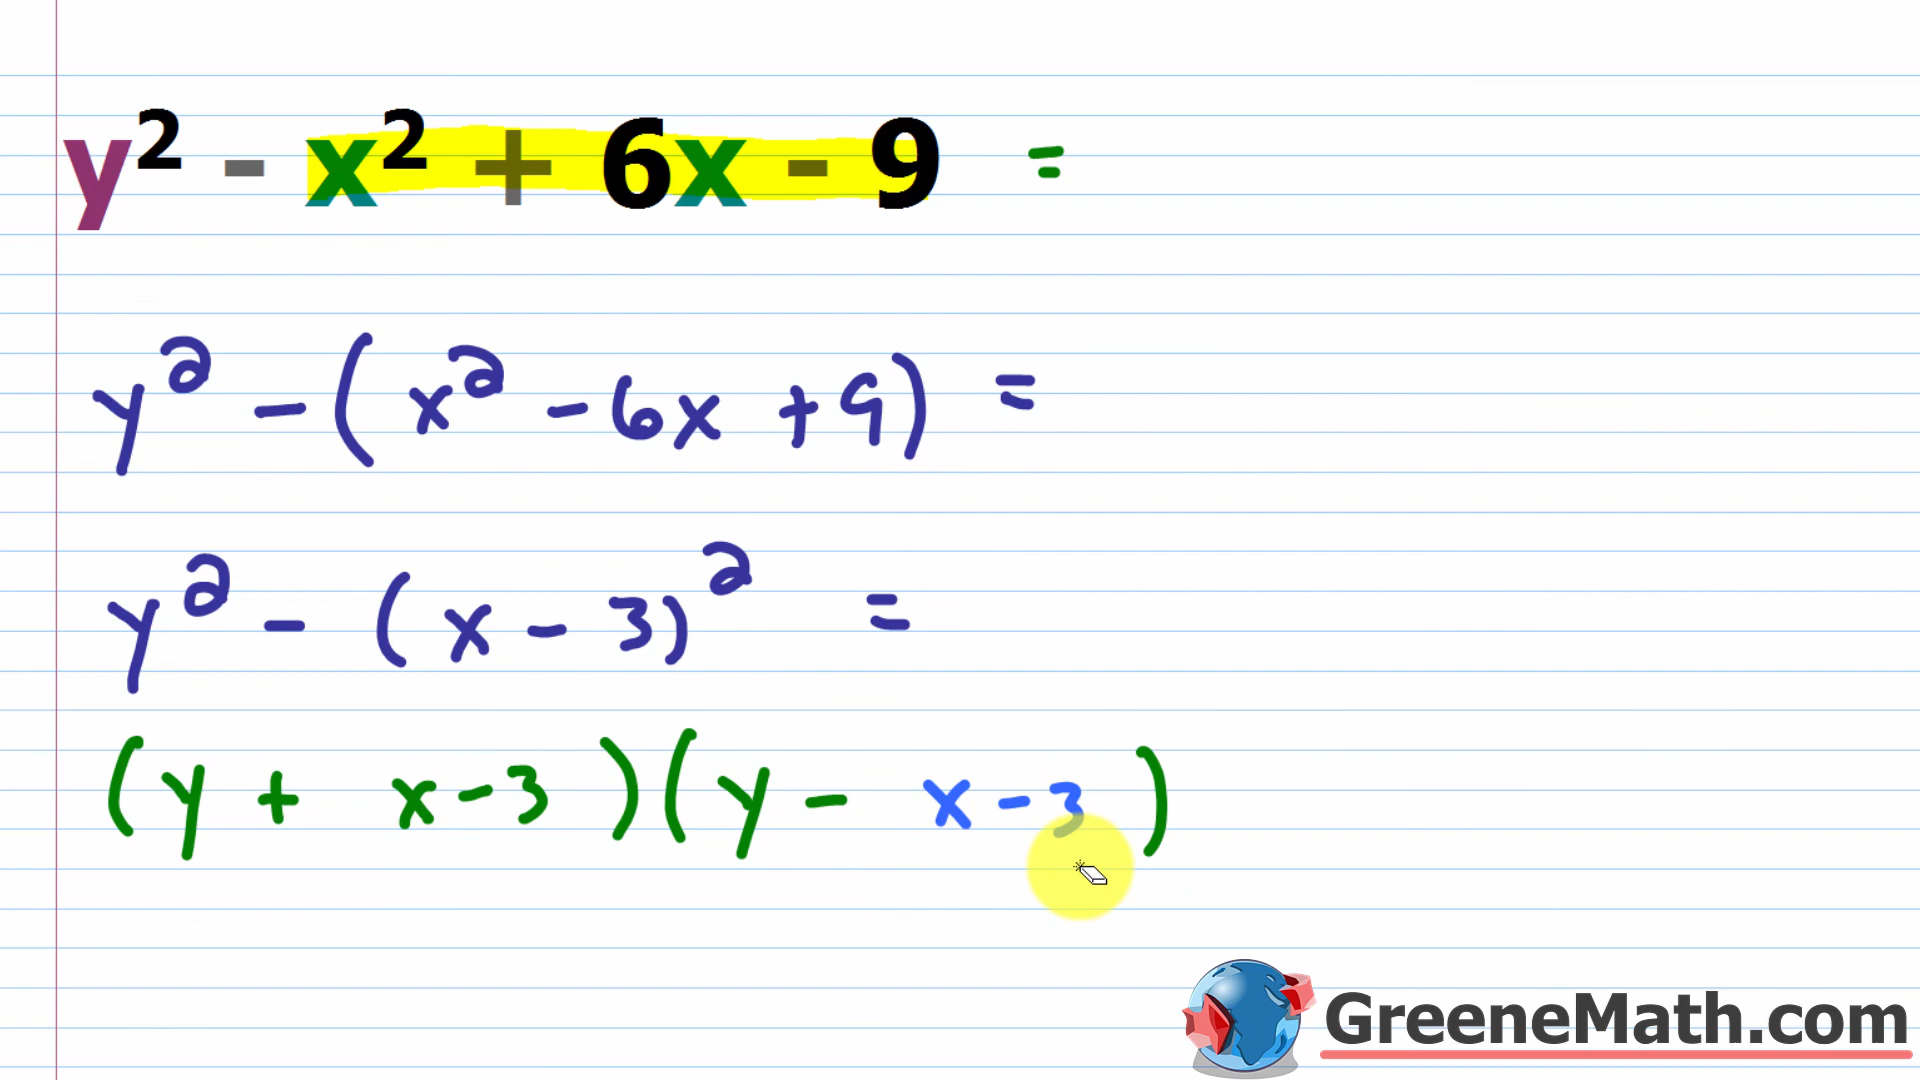 y² - x² + 6x - 9 =
y² - (x² - 6x + 9) =
y² - (x - 3)² =
(y + x - 3)(y - x - 3)
GreeneMath.com